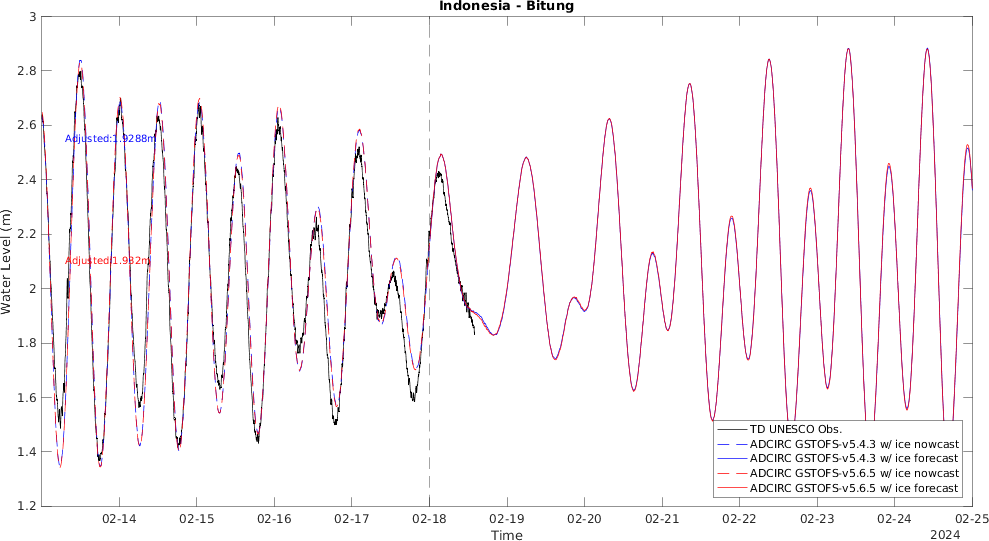 Indonesia - Bitung
Water Level (m)
3
2.8
2.6
2.4
2.2
2
1.8
1.6
1.4
1.2
Adjusted:1.9288m
Adjusted:1.932m
TD UNESCO Obs.
ADCIRC GSTOFS-v5.4.3 w/ ice nowcast
ADCIRC GSTOFS-v5.4.3 w/ ice forecast
ADCIRC GSTOFS-v5.6.5 w/ ice nowcast
ADCIRC GSTOFS-v5.6.5 w/ ice forecast
02-14 02-15 02-16 02-17 02-18 02-19 02-20 02-21 02-22 02-23 02-24 02-25
Time
2024